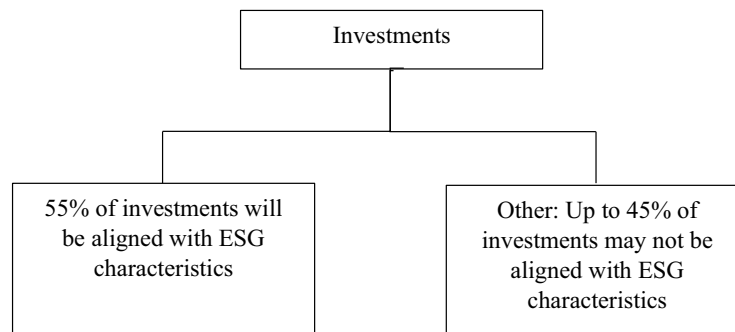 Investments
55% of investments will
be aligned with ESG
characteristics
Other: Up to 45% of
investments may not be
aligned with ESG
characteristics